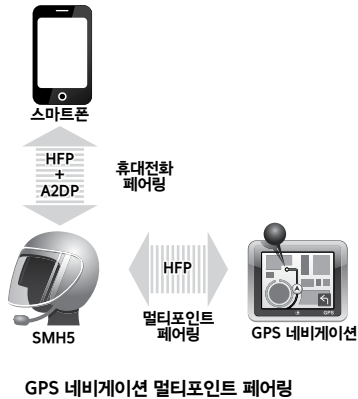 스마트폰
HFP
+
A2DP
휴대전화
페어링
SMH5
HFP
멀티포인트
페어링
GPS
GPS 네비게이션
GPS 네비게이션 멀티포인트 페어링